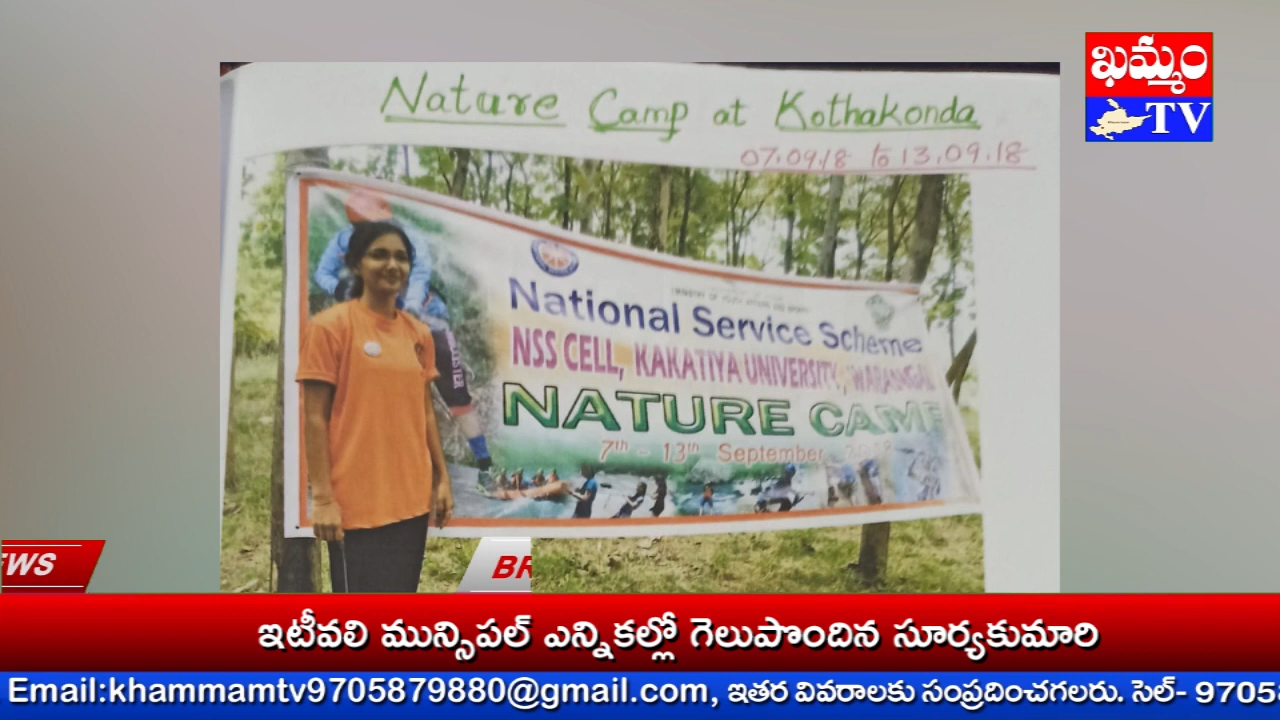 ఖమ్మం
TV
Nature Camp at Kothakonda
07.09.18 to 13.09.18
National Service Scheme
NSS CELL, KAKATIYA UNIVERSITY, WARANGAL
NATURE CAMP
7th - 13th September, 2018
EWS
BR
ఇటీవలి మున్సిపల్ ఎన్నికల్లో గెలుపొందిన సూర్యకుమారి
Email:khammamtv9705879880@gmail.com, ఇతర వివరాలకు సంప్రదించగలరు. సెల్- 9705